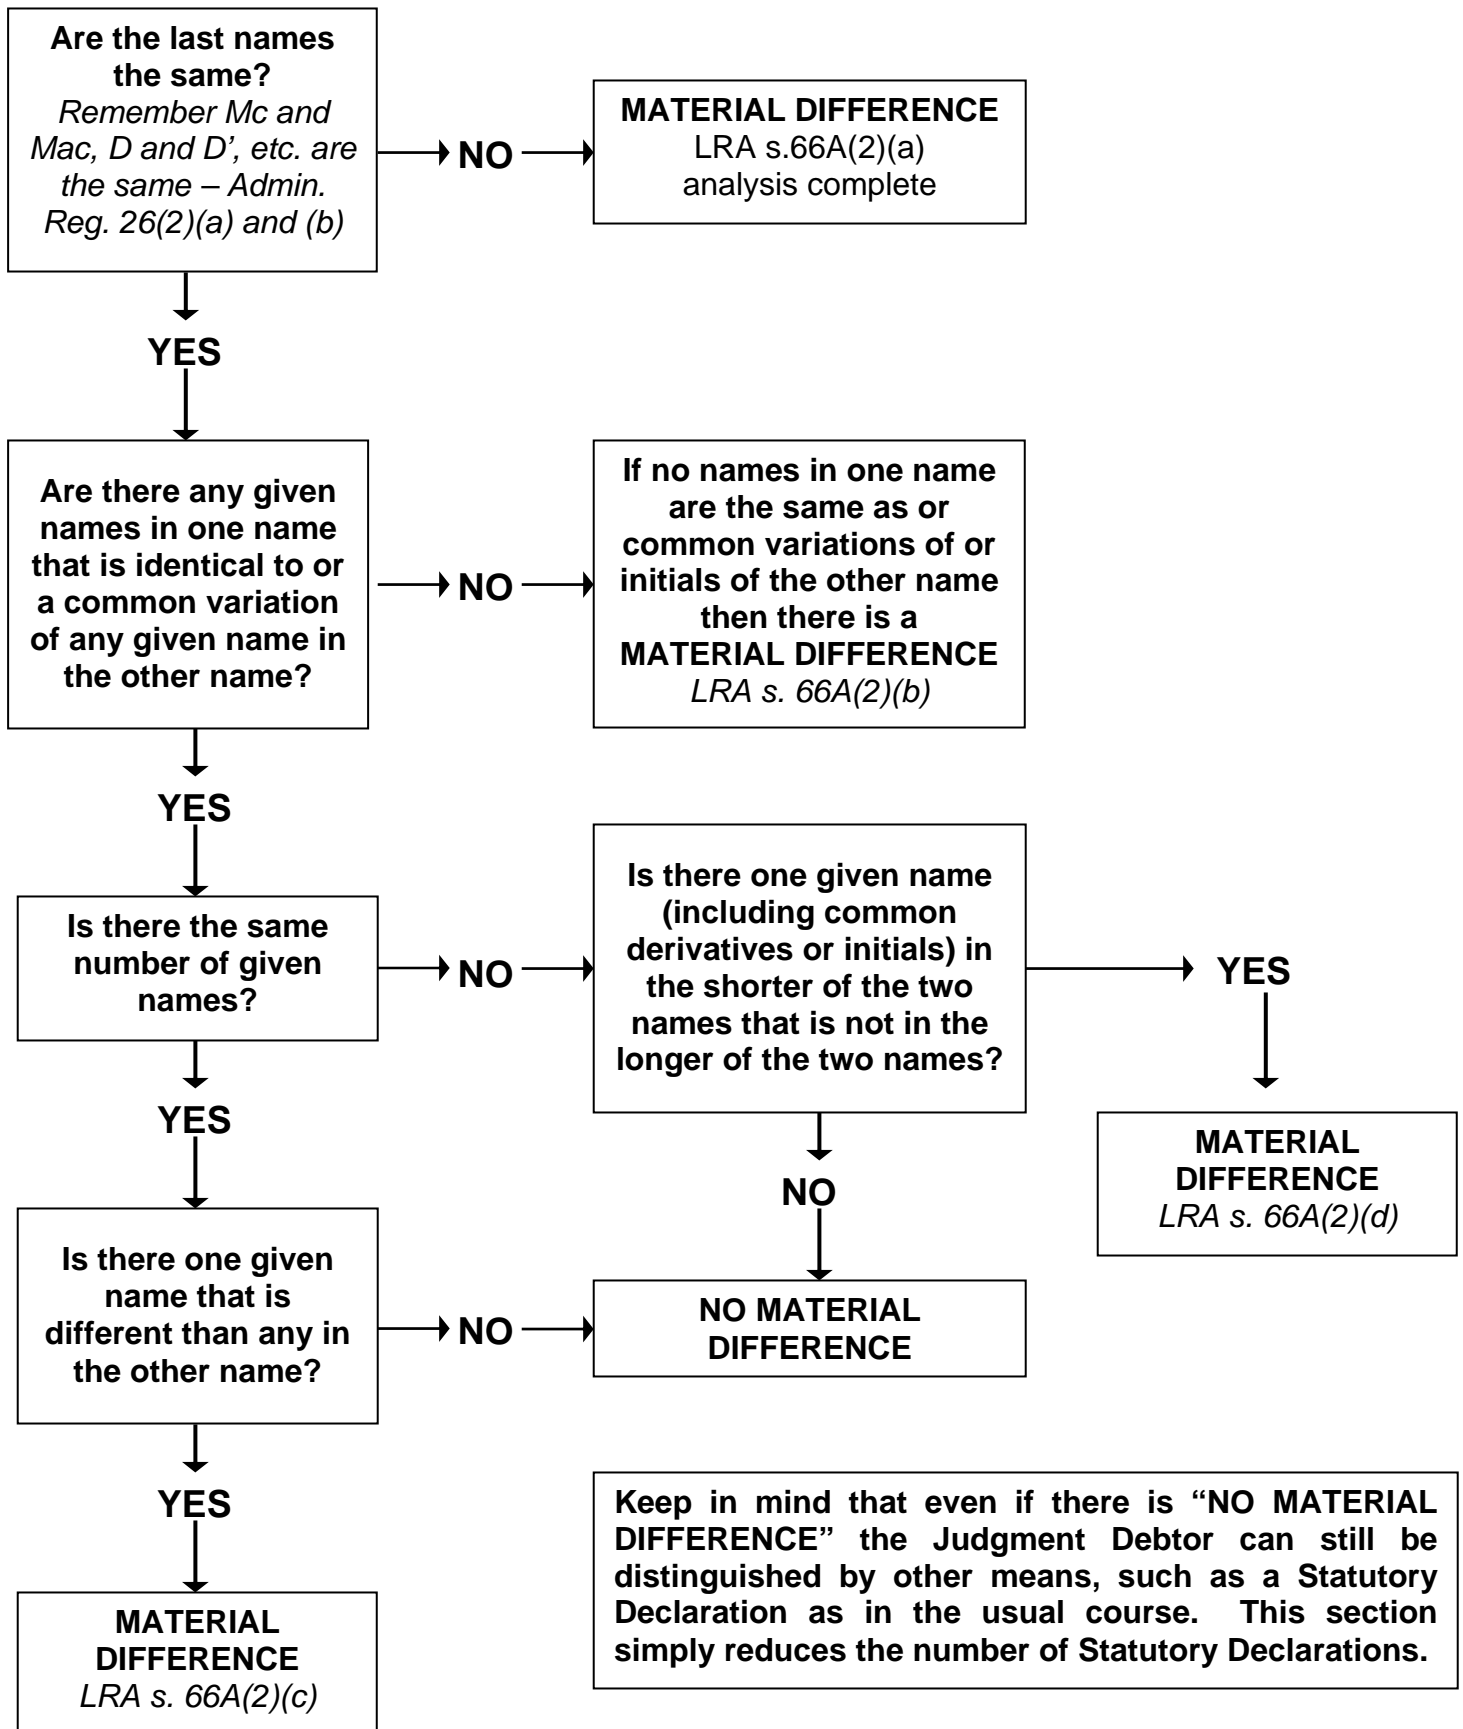 Are the last names
the same?
Remember Mc and
Mac, D and D’, etc. are
the same – Admin.
Reg. 26(2)(a) and (b)
NO
MATERIAL DIFFERENCE
LRA s.66A(2)(a)
analysis complete
YES
Are there any given
names in one name
that is identical to or
a common variation
of any given name in
the other name?
NO
If no names in one name
are the same as or
common variations of or
initials of the other name
then there is a
MATERIAL DIFFERENCE
LRA s. 66A(2)(b)
YES
Is there the same
number of given
names?
NO
Is there one given name
(including common
derivatives or initials) in
the shorter of the two
names that is not in the
longer of the two names?
YES
MATERIAL
DIFFERENCE
LRA s. 66A(2)(d)
NO
YES
Is there one given
name that is
different than any in
the other name?
NO
NO MATERIAL
DIFFERENCE
YES
MATERIAL
DIFFERENCE
LRA s. 66A(2)(c)
Keep in mind that even if there is “NO MATERIAL
DIFFERENCE” the Judgment Debtor can still be
distinguished by other means, such as a Statutory
Declaration as in the usual course. This section
simply reduces the number of Statutory Declarations.